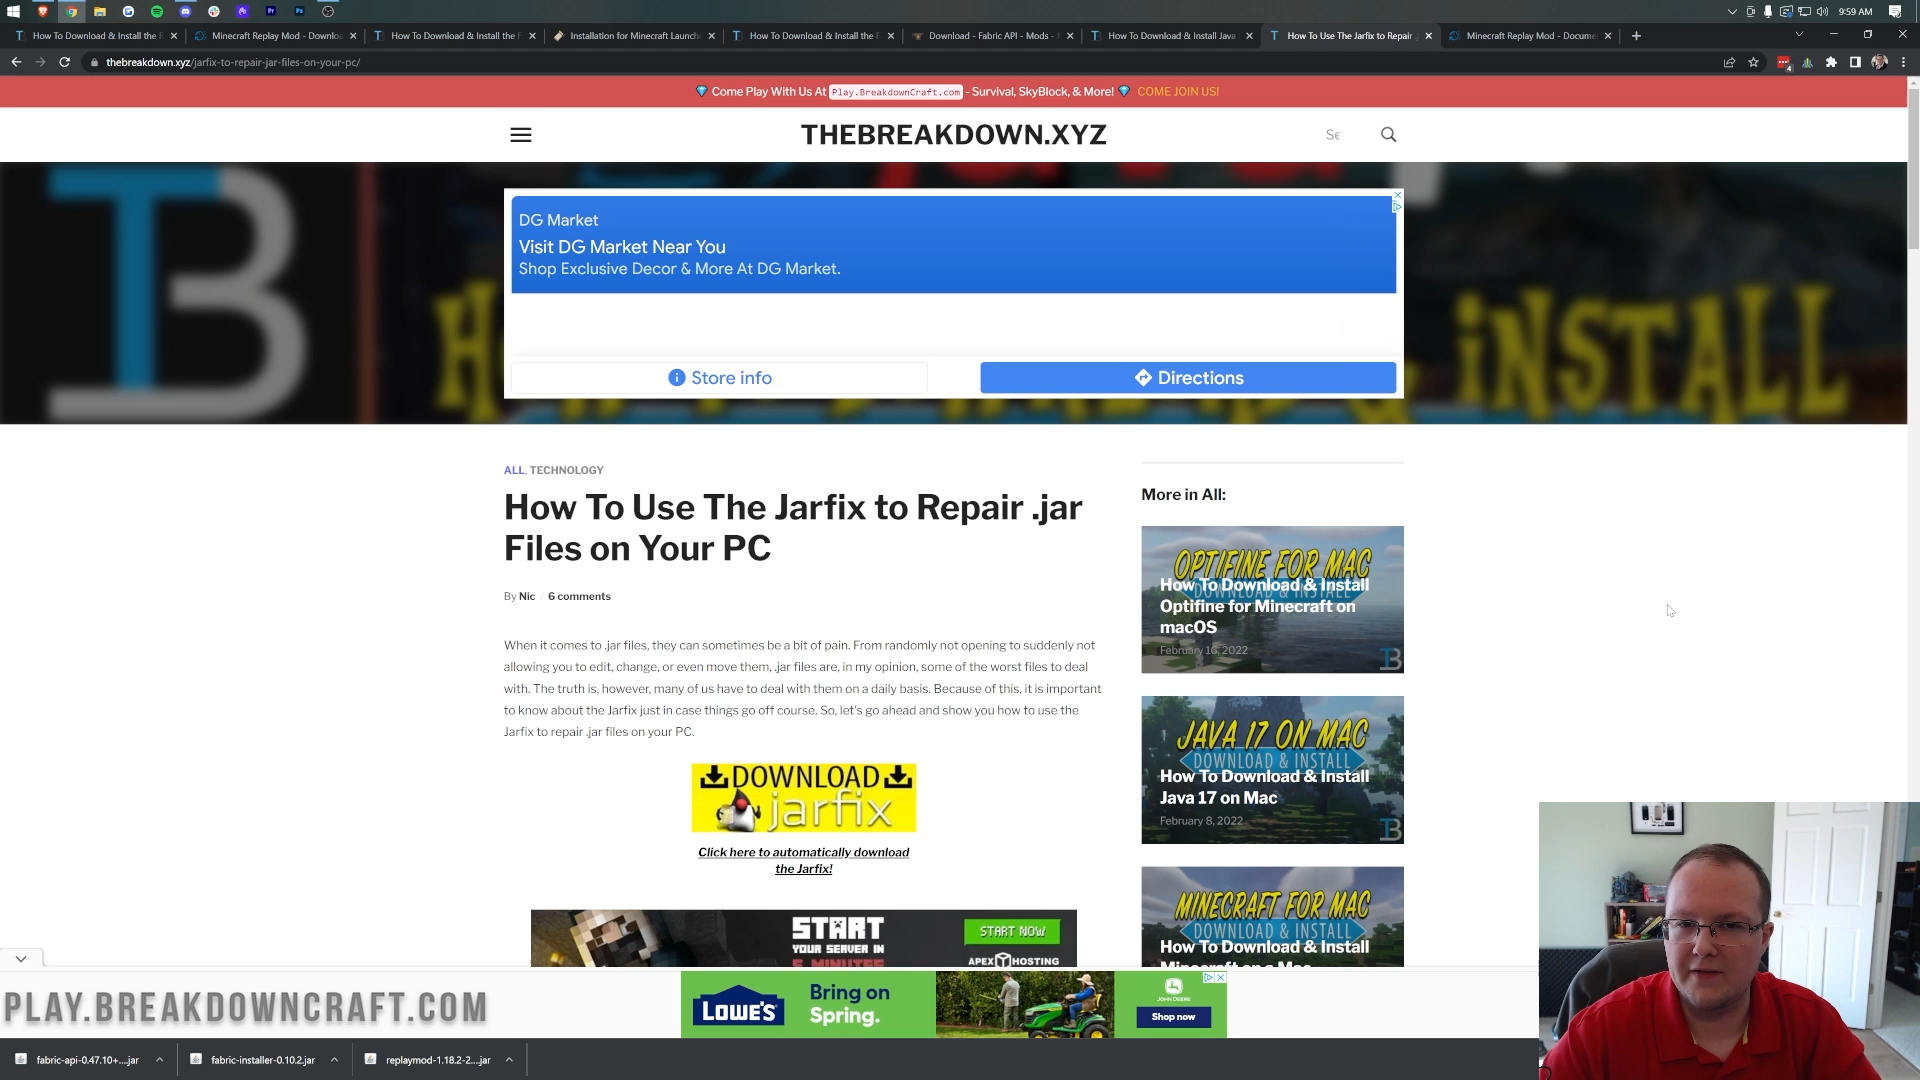 9:59 AM
How To Download & Install the F
Minecraft Replay Mod - Downloa
How To Download & Install the F
Installation for Minecraft Launch
How To Download & Install the F
Download - Fabric API - Mods -
How To Download & Install Java
How To Use The Jarfix to Repair .
Minecraft Replay Mod - Docume
thebreakdown.xyz/jarfix-to-repair-jar-files-on-your-pc/
Come Play With Us At Play.BreakdownCraft.com - Survival, SkyBlock, & More! COME JOIN US!
THEBREAKDOWN.XYZ
Se
DG Market
Visit DG Market Near You
Shop Exclusive Decor & More At DG Market.
Store info
Directions
INSTALL
ALL, TECHNOLOGY
How To Use The Jarfix to Repair .jar
Files on Your PC
By Nic / 6 comments
When it comes to .jar files, they can sometimes be a bit of pain. From randomly not opening to suddenly not
allowing you to edit, change, or even move them, .jar files are, in my opinion, some of the worst files to deal
with. The truth is, however, many of us have to deal with them on a daily basis. Because of this, it is important
to know about the Jarfix just in case things go off course. So, let's go ahead and show you how to use the
Jarfix to repair .jar files on your PC.
DOWNLOAD
jarfix
Click here to automatically download
the Jarfix!
START
YOUR SERVER IN
5 MINUTES
START NOW
APEX HOSTING
More in All:
OPTIFINE FOR MAC
DOWNLOAD & INSTALL
How To Download & Install
Optifine for Minecraft on
macOS
February 16, 2022
JAVA 17 ON MAC
DOWNLOAD & INSTALL
How To Download & Install
Java 17 on Mac
February 8, 2022
MINECRAFT FOR MAC
DOWNLOAD & INSTALL
How To Download & Install
Minecraft on a Mac
PLAY.BREAKDOWNCRAFT.COM
LOWE'S
Bring on
Spring.
JOHN DEERE
Shop now
fabric-api-0.47.10+....jar
fabric-installer-0.10.2.jar
replaymod-1.18.2-2....jar